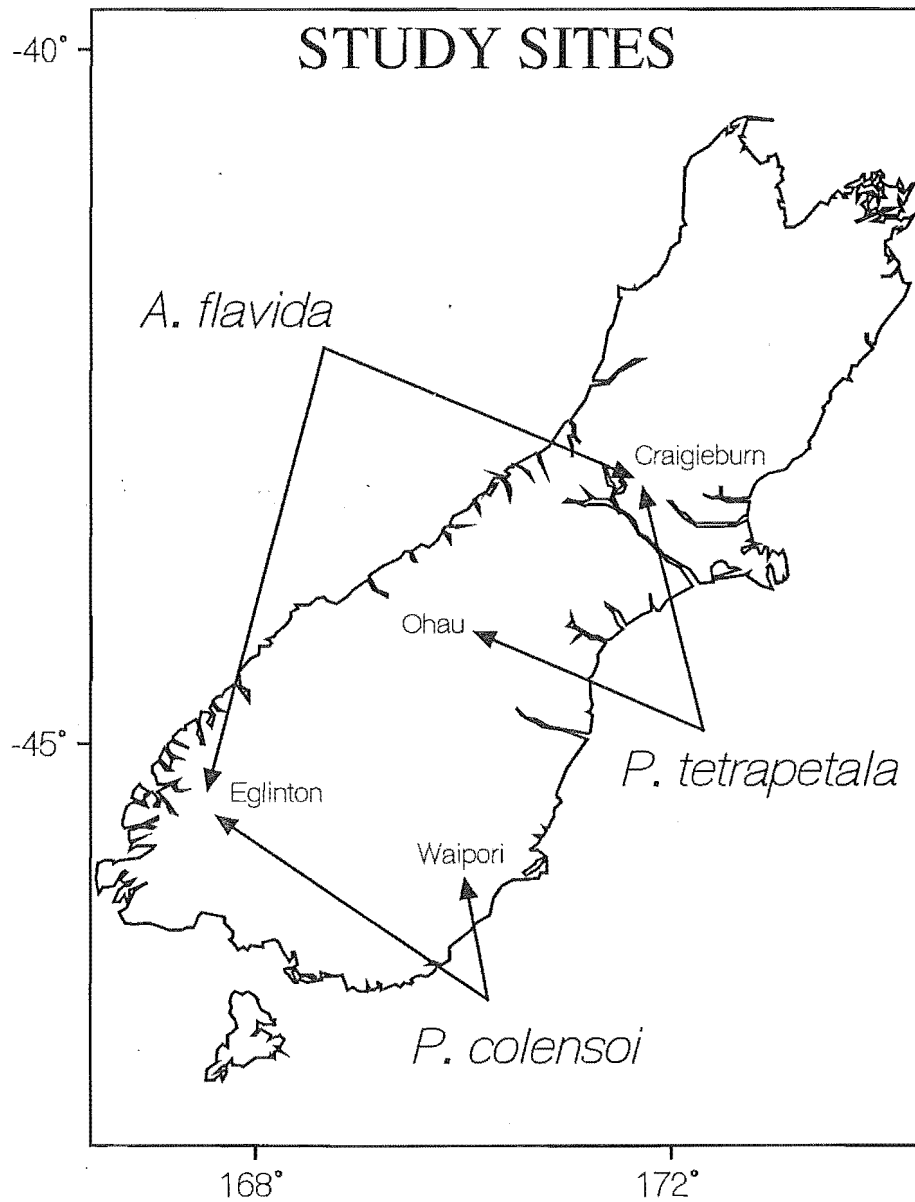 STUDY SITES
-40°
A. flavida
Craigieburn
Ohau
-45°
P. tetrapetala
Eglinton
Waipori
P. colensoi
168°
172°